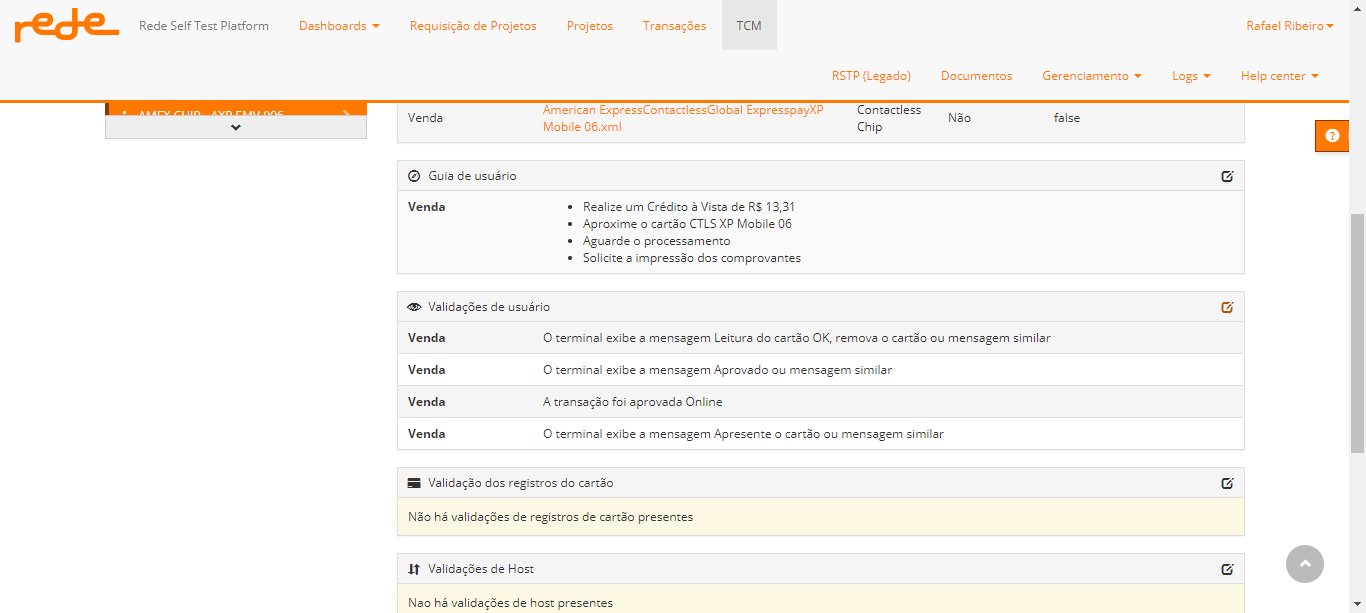 rede
Rede Self Test Platform
Dashboards
Requisição de Projetos
Projetos
Transações
TCM
Rafael Ribeiro
RSTP (Legado)
Documentos
Gerenciamento
Logs
Help center
AMEX CHIP - AXP EMV 006
Venda
American ExpressContactlessGlobal ExpresspayXP
Mobile 06.xml
Contactless
Chip
Não
false
Guia de usuário
Venda
Realize um Crédito à Vista de R$ 13,31
Aproxime o cartão CTLS XP Mobile 06
Aguarde o processamento
Solicite a impressão dos comprovantes
Validações de usuário
Venda O terminal exibe a mensagem Leitura do cartão OK, remova o cartão ou mensagem similar
Venda O terminal exibe a mensagem Aprovado ou mensagem similar
Venda A transação foi aprovada Online
Venda O terminal exibe a mensagem Apresente o cartão ou mensagem similar
Validação dos registros do cartão
Não há validações de registros de cartão presentes
Validações de Host
Nao há validações de host presentes